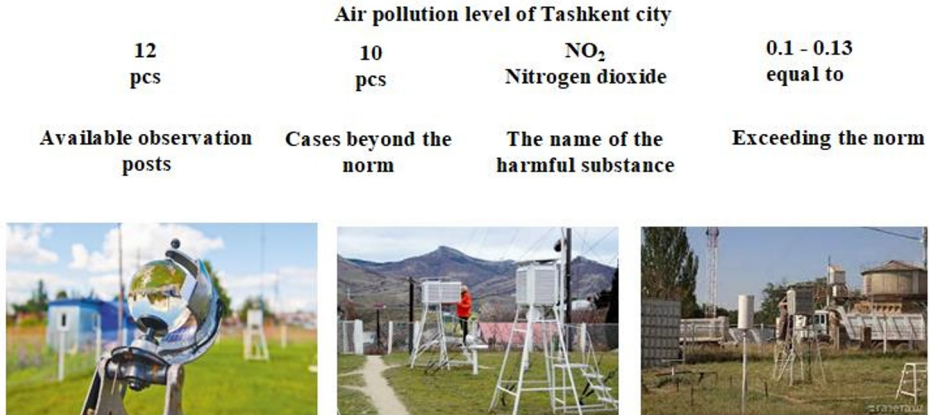 Air pollution level of Tashkent city
12
pcs
10
pcs
NO₂
Nitrogen dioxide
0.1 - 0.13
equal to
Available observation
posts
Cases beyond the
norm
The name of the
harmful substance
Exceeding the norm